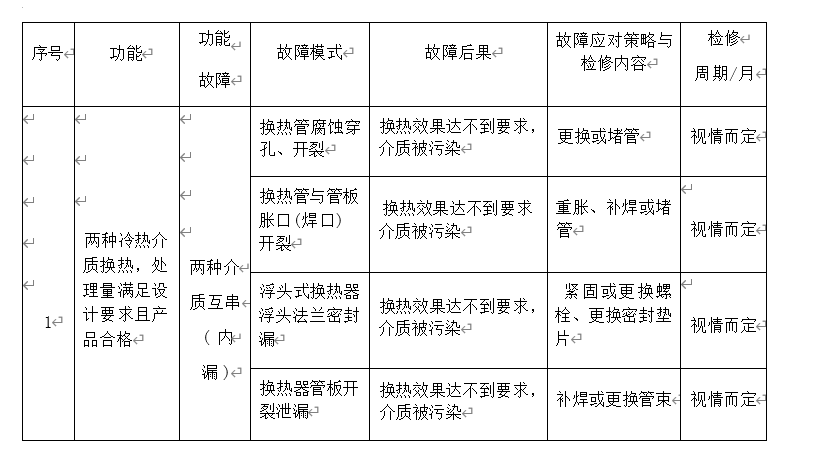 序号
功能
功能
故障
故障模式
故障后果
故障应对策略与
检修内容
检修
周期/月
1
两种冷热介
质换热，处
理量满足设
计要求且产
品合格
两种介
质互串
（内
漏)
换热管腐蚀穿
孔、开裂
换热效果达不到要求，
介质被污染
更换或堵管
视情而定
换热管与管板
胀口(焊口)
开裂
换热效果达不到要求
介质被污染
重胀、补焊或堵
管
视情而定
浮头式换热器
浮头法兰密封
漏
换热效果达不到要求，
介质被污染
紧固或更换螺
栓、更换密封垫
片
视情而定
换热器管板开
裂泄漏
换热效果达不到要求，
介质被污染
补焊或更换管束
视情而定